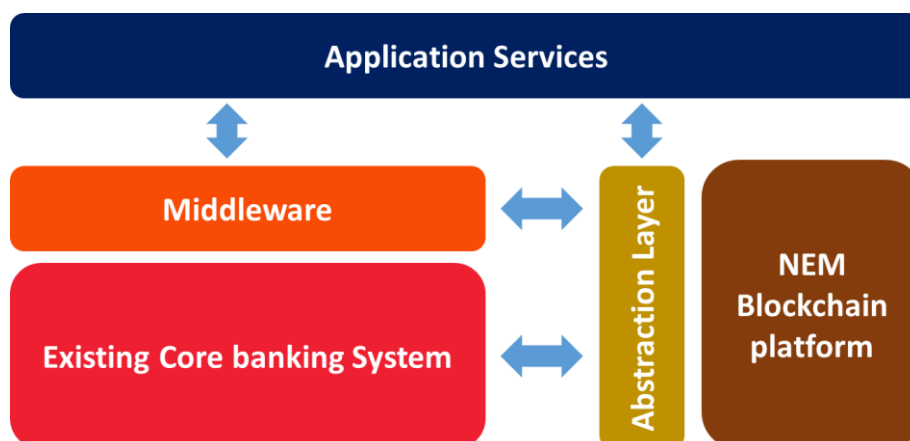 Application Services
Middleware
Abstraction Layer
NEM
Blockchain
platform
Existing Core banking System